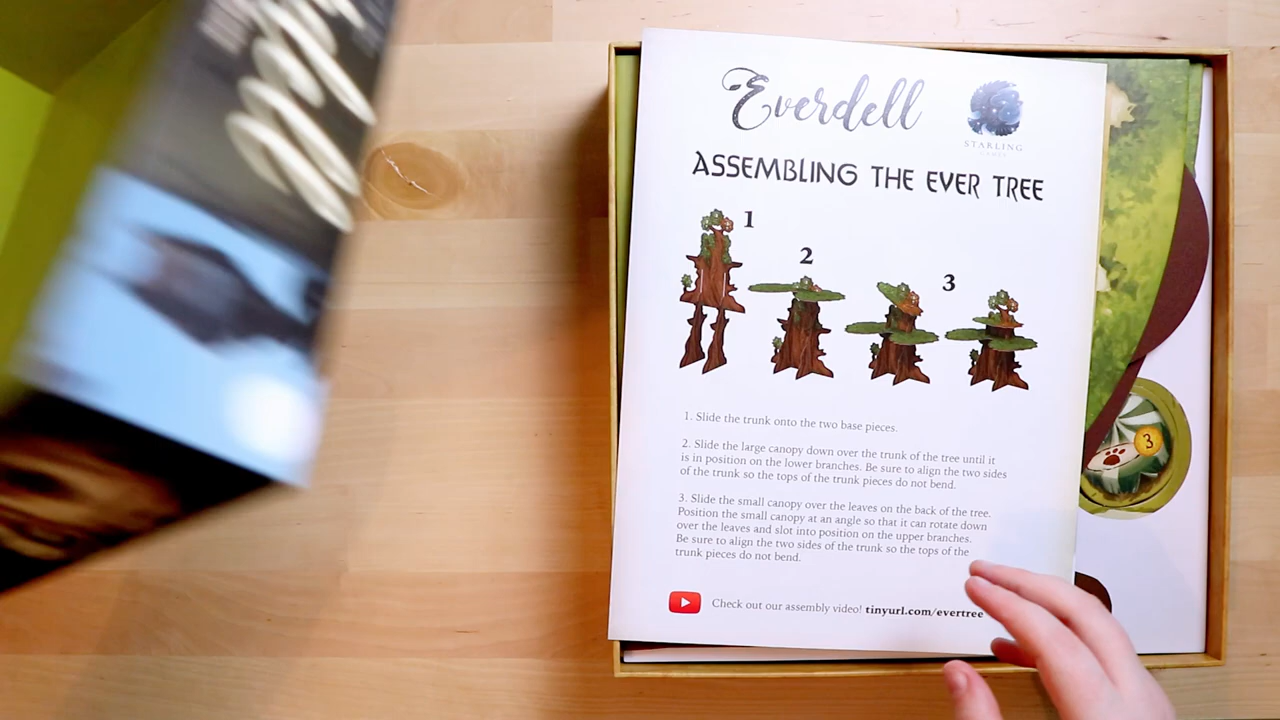 Everdell
STARLING
GAMES
ASSEMBLING THE EVER TREE
1
2
3
1. Slide the trunk onto the two base pieces.
2. Slide the large canopy down over the trunk of the tree until it
is in position on the lower branches. Be sure to align the two sides
of the trunk so the tops of the trunk pieces do not bend.
3. Slide the small canopy over the leaves on the back of the tree.
Position the small canopy at an angle so that it can rotate down
over the leaves and slot into position on the upper branches.
Be sure to align the two sides of the trunk so the tops of the
trunk pieces do not bend.
Check out our assembly video! tinyurl.com/evertree
3